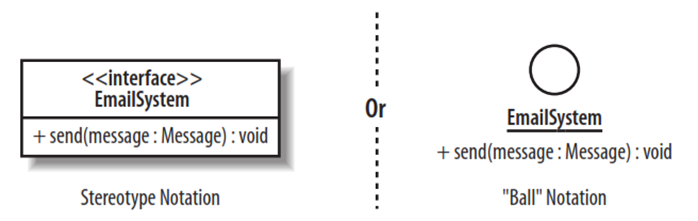 <<interface>>
EmailSystem
+ send(message : Message) : void
Stereotype Notation
Or
EmailSystem
+ send(message : Message) : void
"Ball" Notation